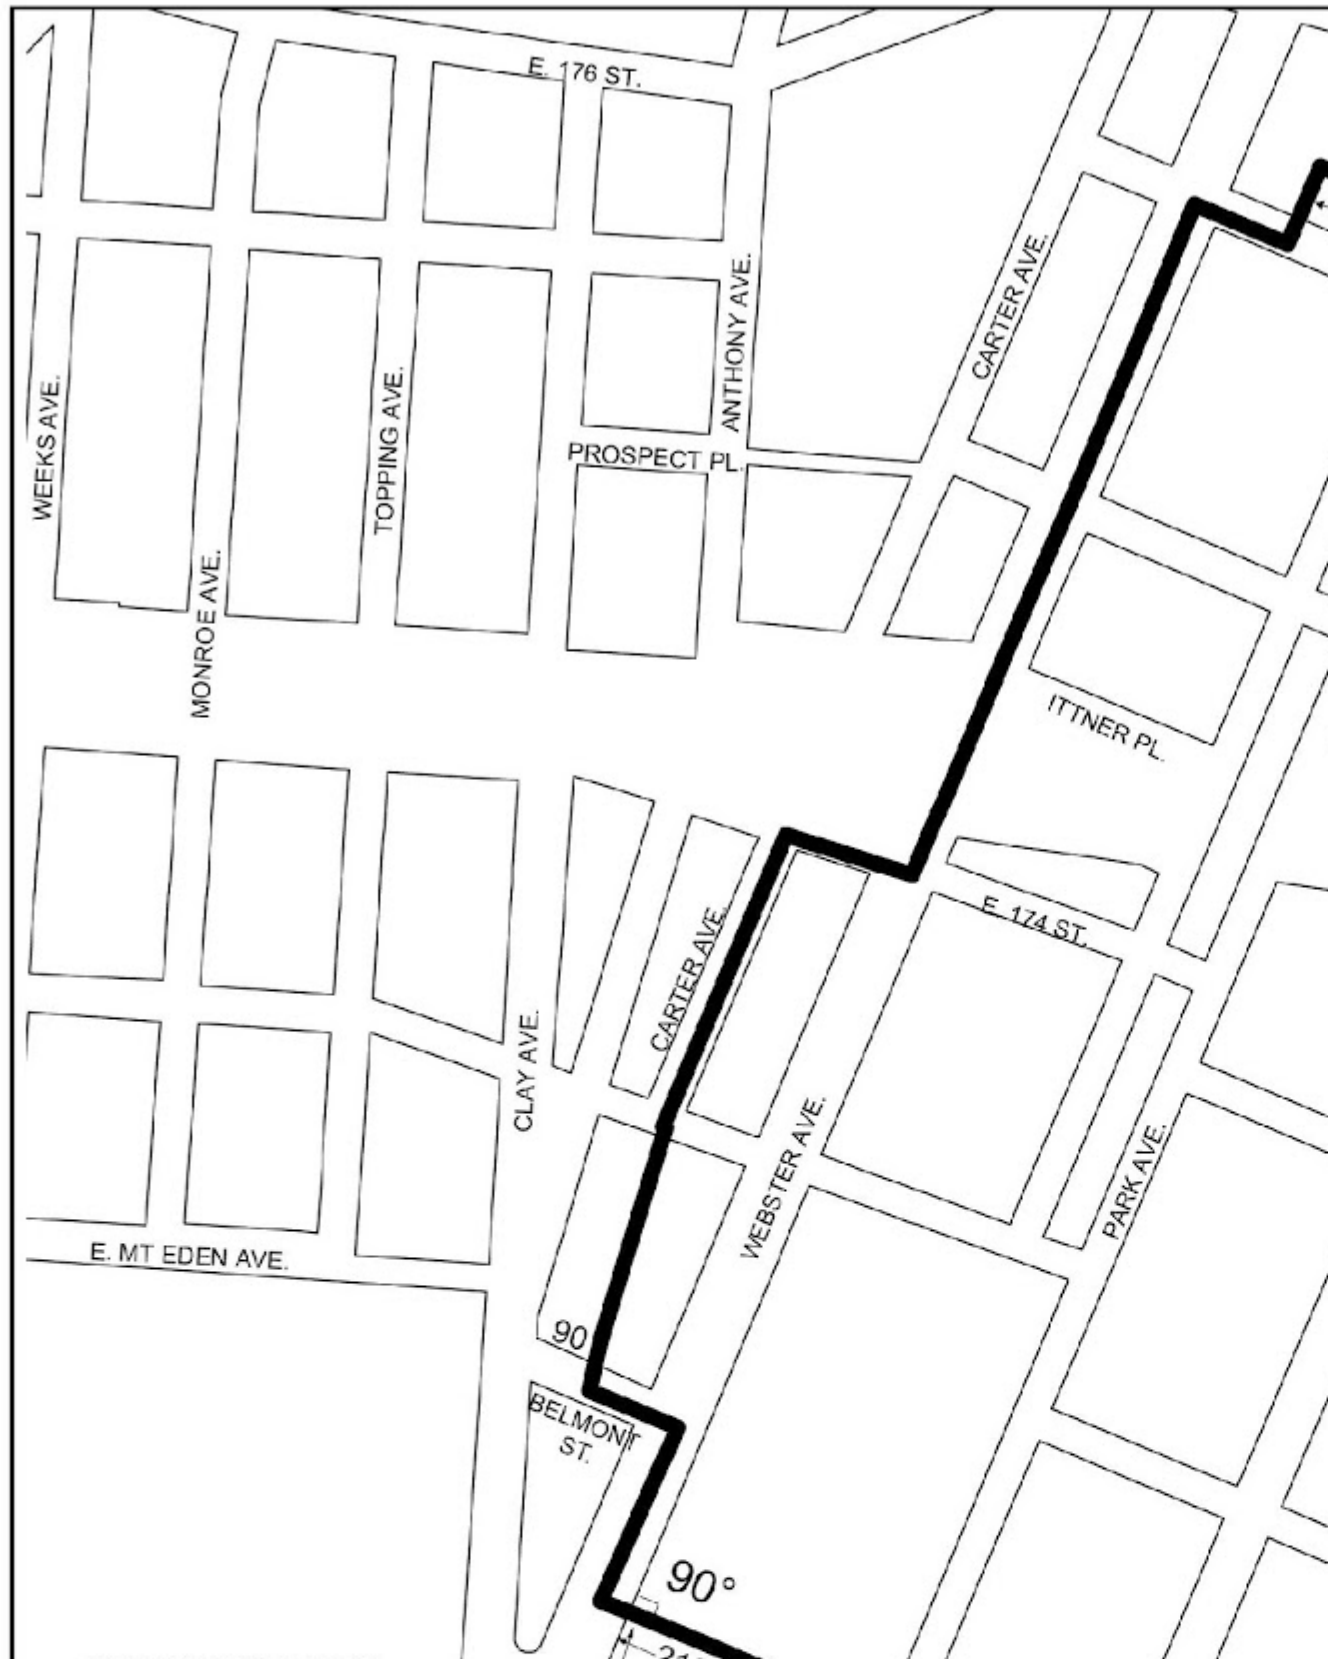 E. 176 ST.
CARTER AVE.
ANTHONY AVE.
WEEKS AVE.
TOPPING AVE.
PROSPECT PL.
MONROE AVE.
ITTNER PL.
E. 174 ST.
CARTER AVE.
CLAY AVE.
WEBSTER AVE.
PARK AVE.
E. MT EDEN AVE.
90
BELMONT
ST.
90°